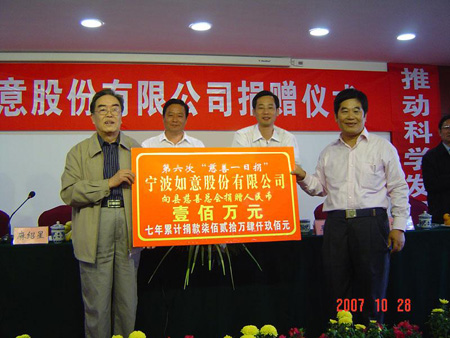 意股份有限公司捐赠仪式
推动科学发
第六次"慈善一日捐"
宁波如意股份有限公司
向县慈善总会捐赠人民币
壹佰万元
七年累计捐款柒佰贰拾万肆仟玖佰元
2007 10 28